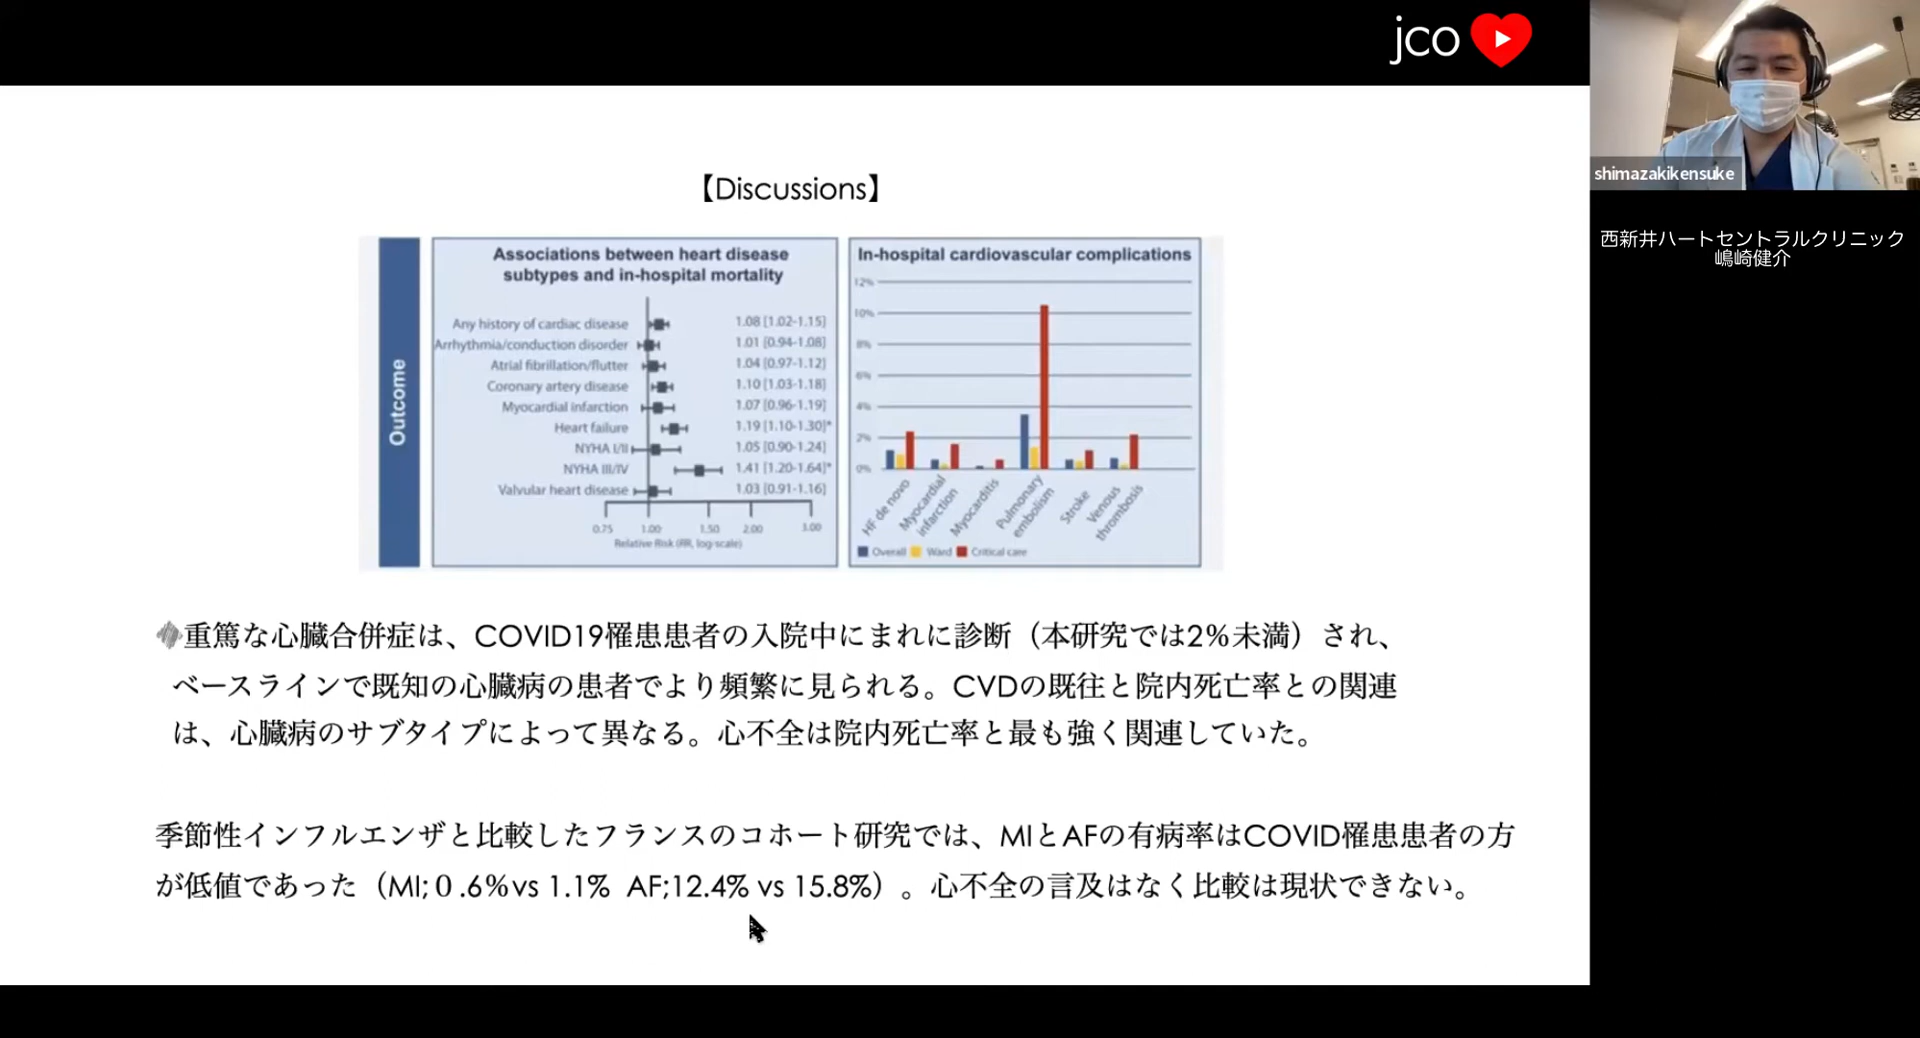 jco
shimazakikensuke
西新井ハートセントラルクリニック
嶋崎健介
【Discussions】
Outcome
Associations between heart disease
subtypes and in-hospital mortality
Any history of cardiac disease 1.08 [1.02-1.15]
Arrhythmia/conduction disorder 1.01 [0.94-1.08]
Atrial fibrillation/flutter 1.04 [0.97-1.12]
Coronary artery disease 1.10 [1.03-1.18]
Myocardial infarction 1.07 [0.96-1.19]
Heart failure 1.19 [1.10-1.30]*
NYHA I/II 1.05 [0.90-1.24]
NYHA III/IV 1.41 [1.20-1.64]*
Valvular heart disease 1.03 [0.91-1.16]
0.75 1.00 1.50 2.00 3.00
Relative Risk (RR, log-scale)
In-hospital cardiovascular complications
12%
10%
8%
6%
4%
2%
0%
HF de novo
Myocardial
infarction
Myocarditis
Pulmonary
embolism
Stroke
Venous
thrombosis
Overall Ward Critical care
重篤な心臓合併症は、COVID19罹患患者の入院中にまれに診断（本研究では2％未満）され、
ベースラインで既知の心臓病の患者でより頻繁に見られる。CVDの既往と院内死亡率との関連
は、心臓病のサブタイプによって異なる。心不全は院内死亡率と最も強く関連していた。
季節性インフルエンザと比較したフランスのコホート研究では、MIとAFの有病率はCOVID罹患患者の方
が低値であった（MI;０.6%vs 1.1% AF;12.4% vs 15.8%）。心不全の言及はなく比較は現状できない。